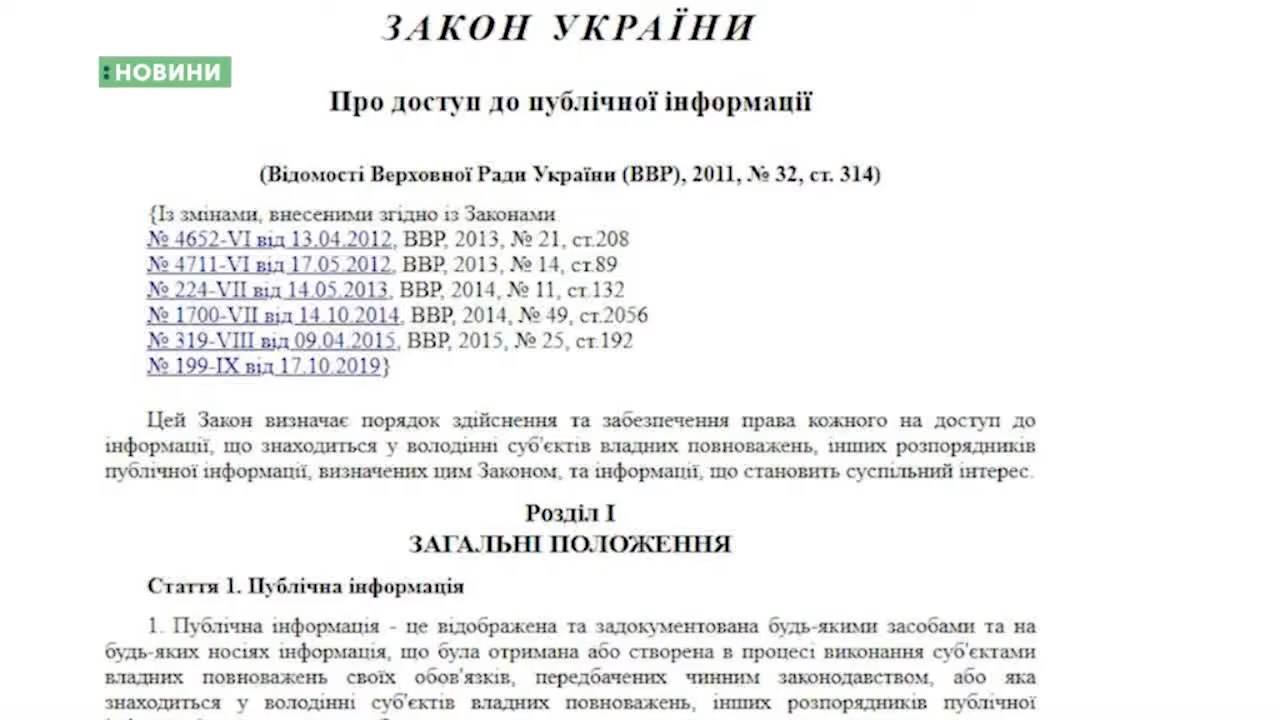 ЗАКОН УКРАЇНИ
:НОВИНИ
Про доступ до публічної інформації
(Відомості Верховної Ради України (ВВР), 2011, № 32, ст. 314)
{Із змінами, внесеними згідно із Законами
№ 4652-VI від 13.04.2012, ВВР, 2013, № 21, ст.208
№ 4711-VI від 17.05.2012, ВВР, 2013, № 14, ст.89
№ 224-VII від 14.05.2013, ВВР, 2014, № 11, ст.132
№ 1700-VII від 14.10.2014, ВВР, 2014, № 49, ст.2056
№ 319-VIII від 09.04.2015, ВВР, 2015, № 25, ст.192
№ 199-IX від 17.10.2019}
Цей Закон визначає порядок здійснення та забезпечення права кожного на доступ до
інформації, що знаходиться у володінні суб'єктів владних повноважень, інших розпорядників
публічної інформації, визначених цим Законом, та інформації, що становить суспільний інтерес.
Розділ I
ЗАГАЛЬНІ ПОЛОЖЕННЯ
Стаття 1. Публічна інформація
1. Публічна інформація - це відображена та задокументована будь-якими засобами та на
будь-яких носіях інформація, що була отримана або створена в процесі виконання суб'єктами
владних повноважень своїх обов'язків, передбачених чинним законодавством, або яка
знаходиться у володінні суб'єктів владних повноважень, інших розпорядників публічної